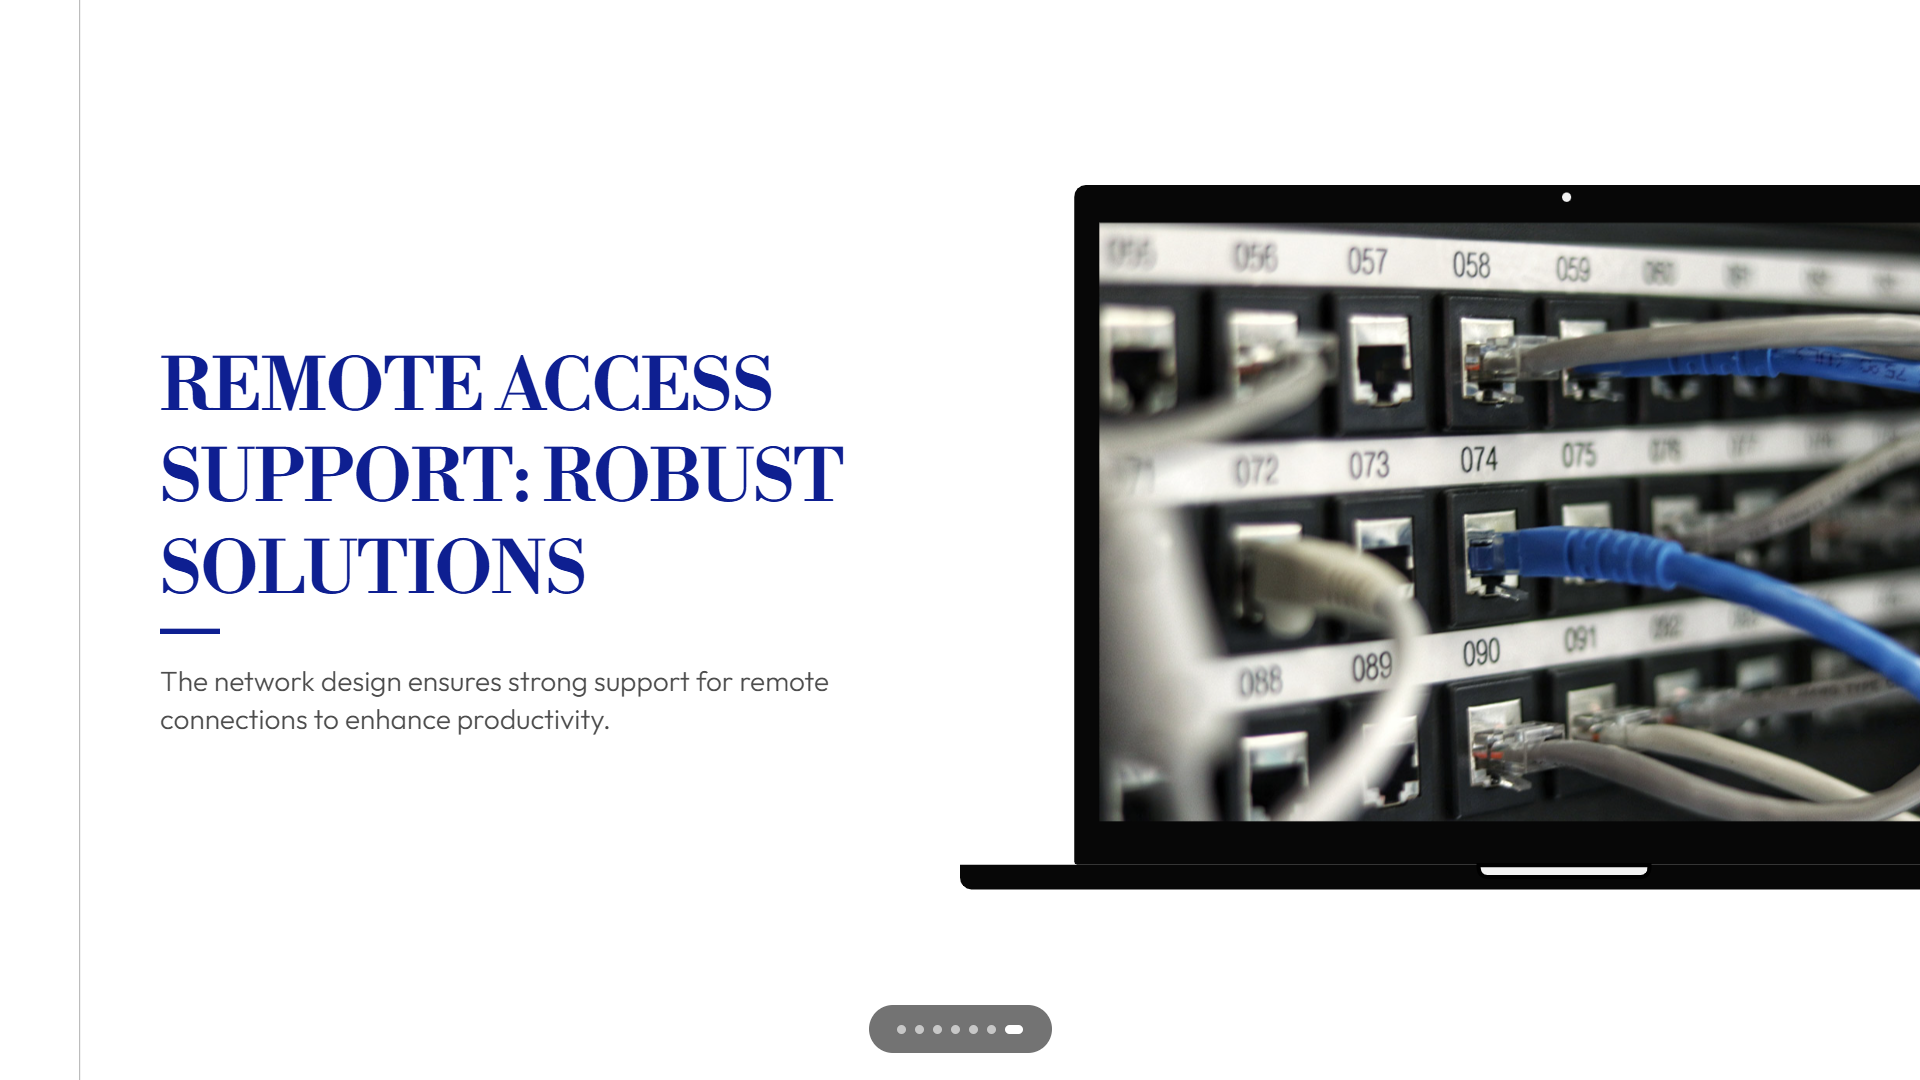 REMOTE ACCESS
SUPPORT: ROBUST
SOLUTIONS
The network design ensures strong support for remote
connections to enhance productivity.
056 057 058 059
072 073 074 075
088 089 090 091